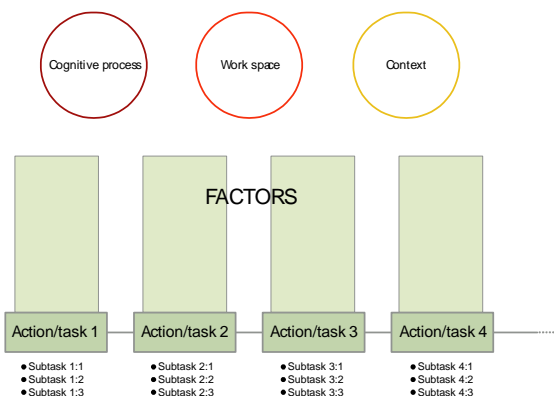 Cognitive process
Work space
Context
FACTORS
Action/task 1
Action/task 2
Action/task 3
Action/task 4
• Subtask 1:1
• Subtask 1:2
• Subtask 1:3
• Subtask 2:1
• Subtask 2:2
• Subtask 2:3
• Subtask 3:1
• Subtask 3:2
• Subtask 3:3
• Subtask 4:1
• Subtask 4:2
• Subtask 4:3